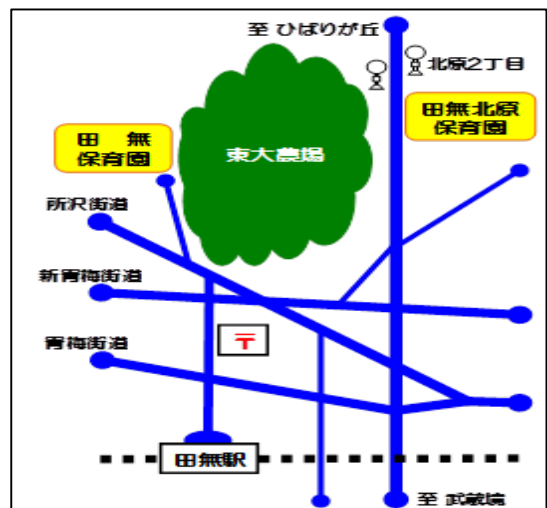 至 ひばりが丘
北原２丁目
田無北原
保育園
田 無
保育園
東大農場
所沢街道
新青梅街道
〒
青梅街道
田無駅
至 武蔵境